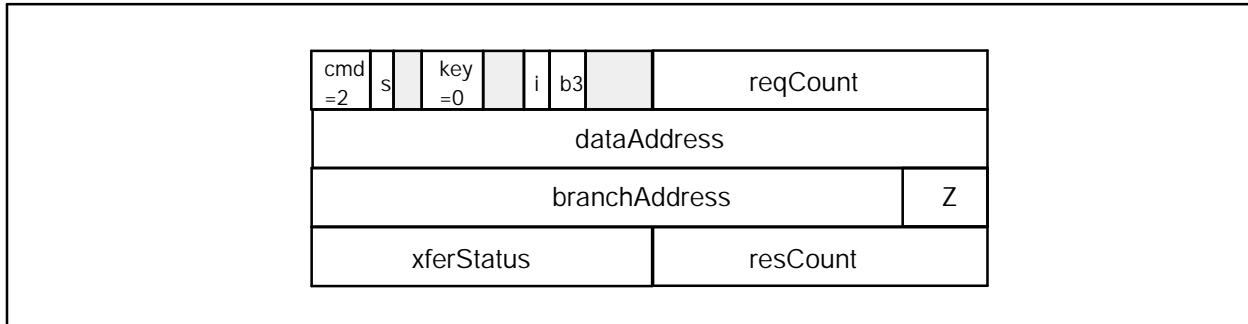 cmd =2 s key =0 i b3 reqCount
dataAddress
branchAddress Z
xferStatus resCount